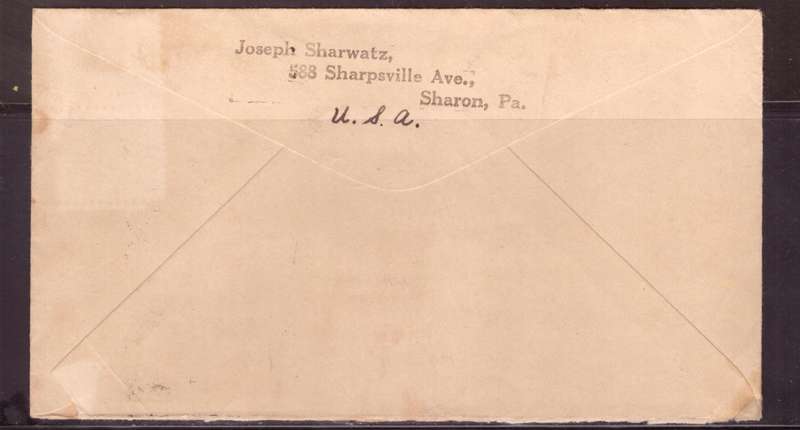 Joseph Sharwatz,
588 Sharpsville Ave.,
Sharon, Pa.
U. S. A.